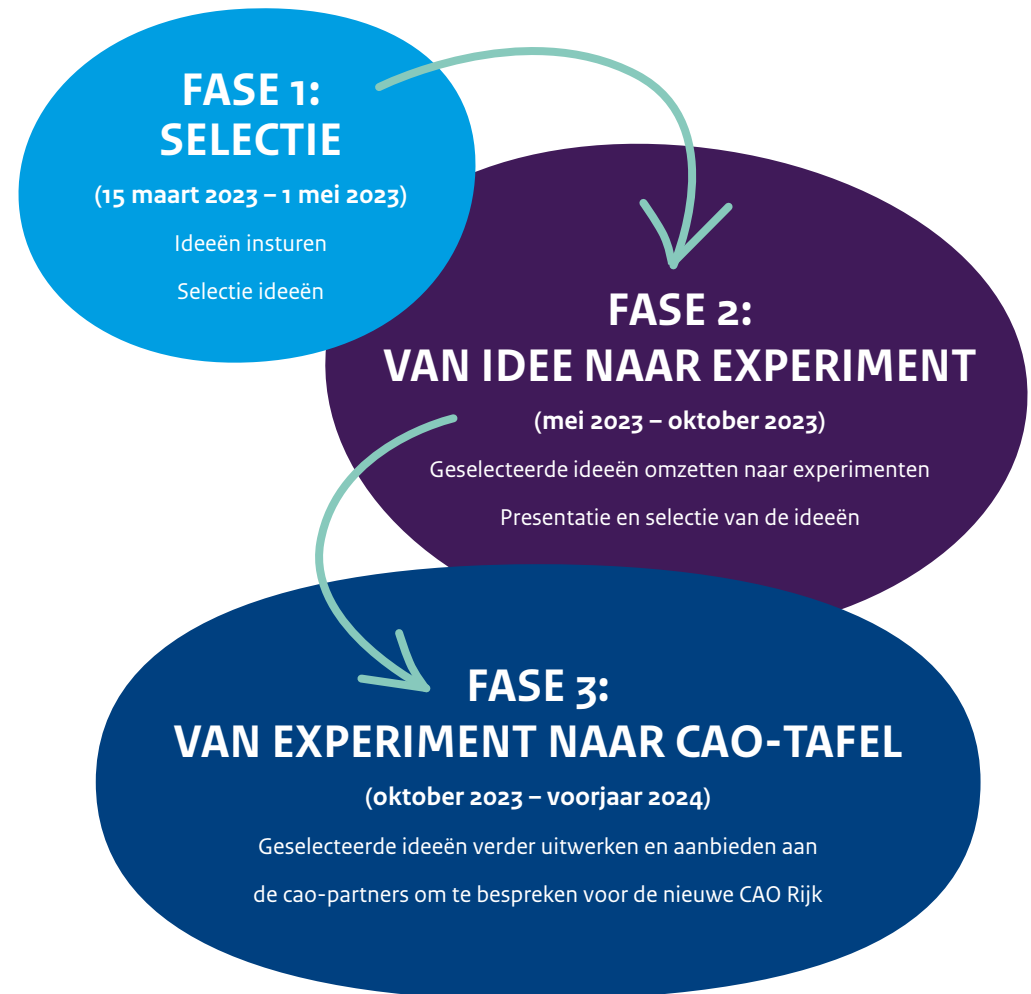 FASE 1:
SELECTIE
(15 maart 2023 – 1 mei 2023)
Ideeën insturen
Selectie ideeën
FASE 2:
VAN IDEE NAAR EXPERIMENT
(mei 2023 – oktober 2023)
Geselecteerde ideeën omzetten naar experimenten
Presentatie en selectie van de ideeën
FASE 3:
VAN EXPERIMENT NAAR CAO-TAFEL
(oktober 2023 – voorjaar 2024)
Geselecteerde ideeën verder uitwerken en aanbieden aan
de cao-partners om te bespreken voor de nieuwe CAO Rijk